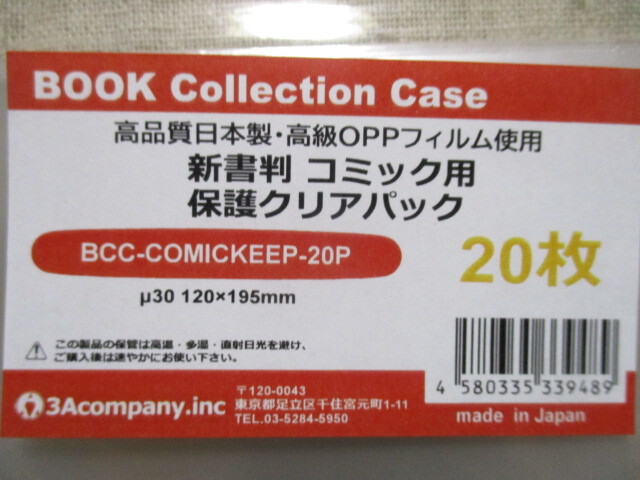 BOOK Collection Case
高品質日本製・高級OPPフィルム使用
新書判 コミック用
保護クリアパック
BCC-COMICKEEP-20P
20枚
μ30 120×195mm
この製品の保管は高温・多湿・直射日光を避け、
ご購入後は速やかにお使い下さい。
4 580335 339489
3Acompany.inc
〒120-0043
東京都足立区千住宮元町1-11
TEL.03-5284-5950
made in Japan